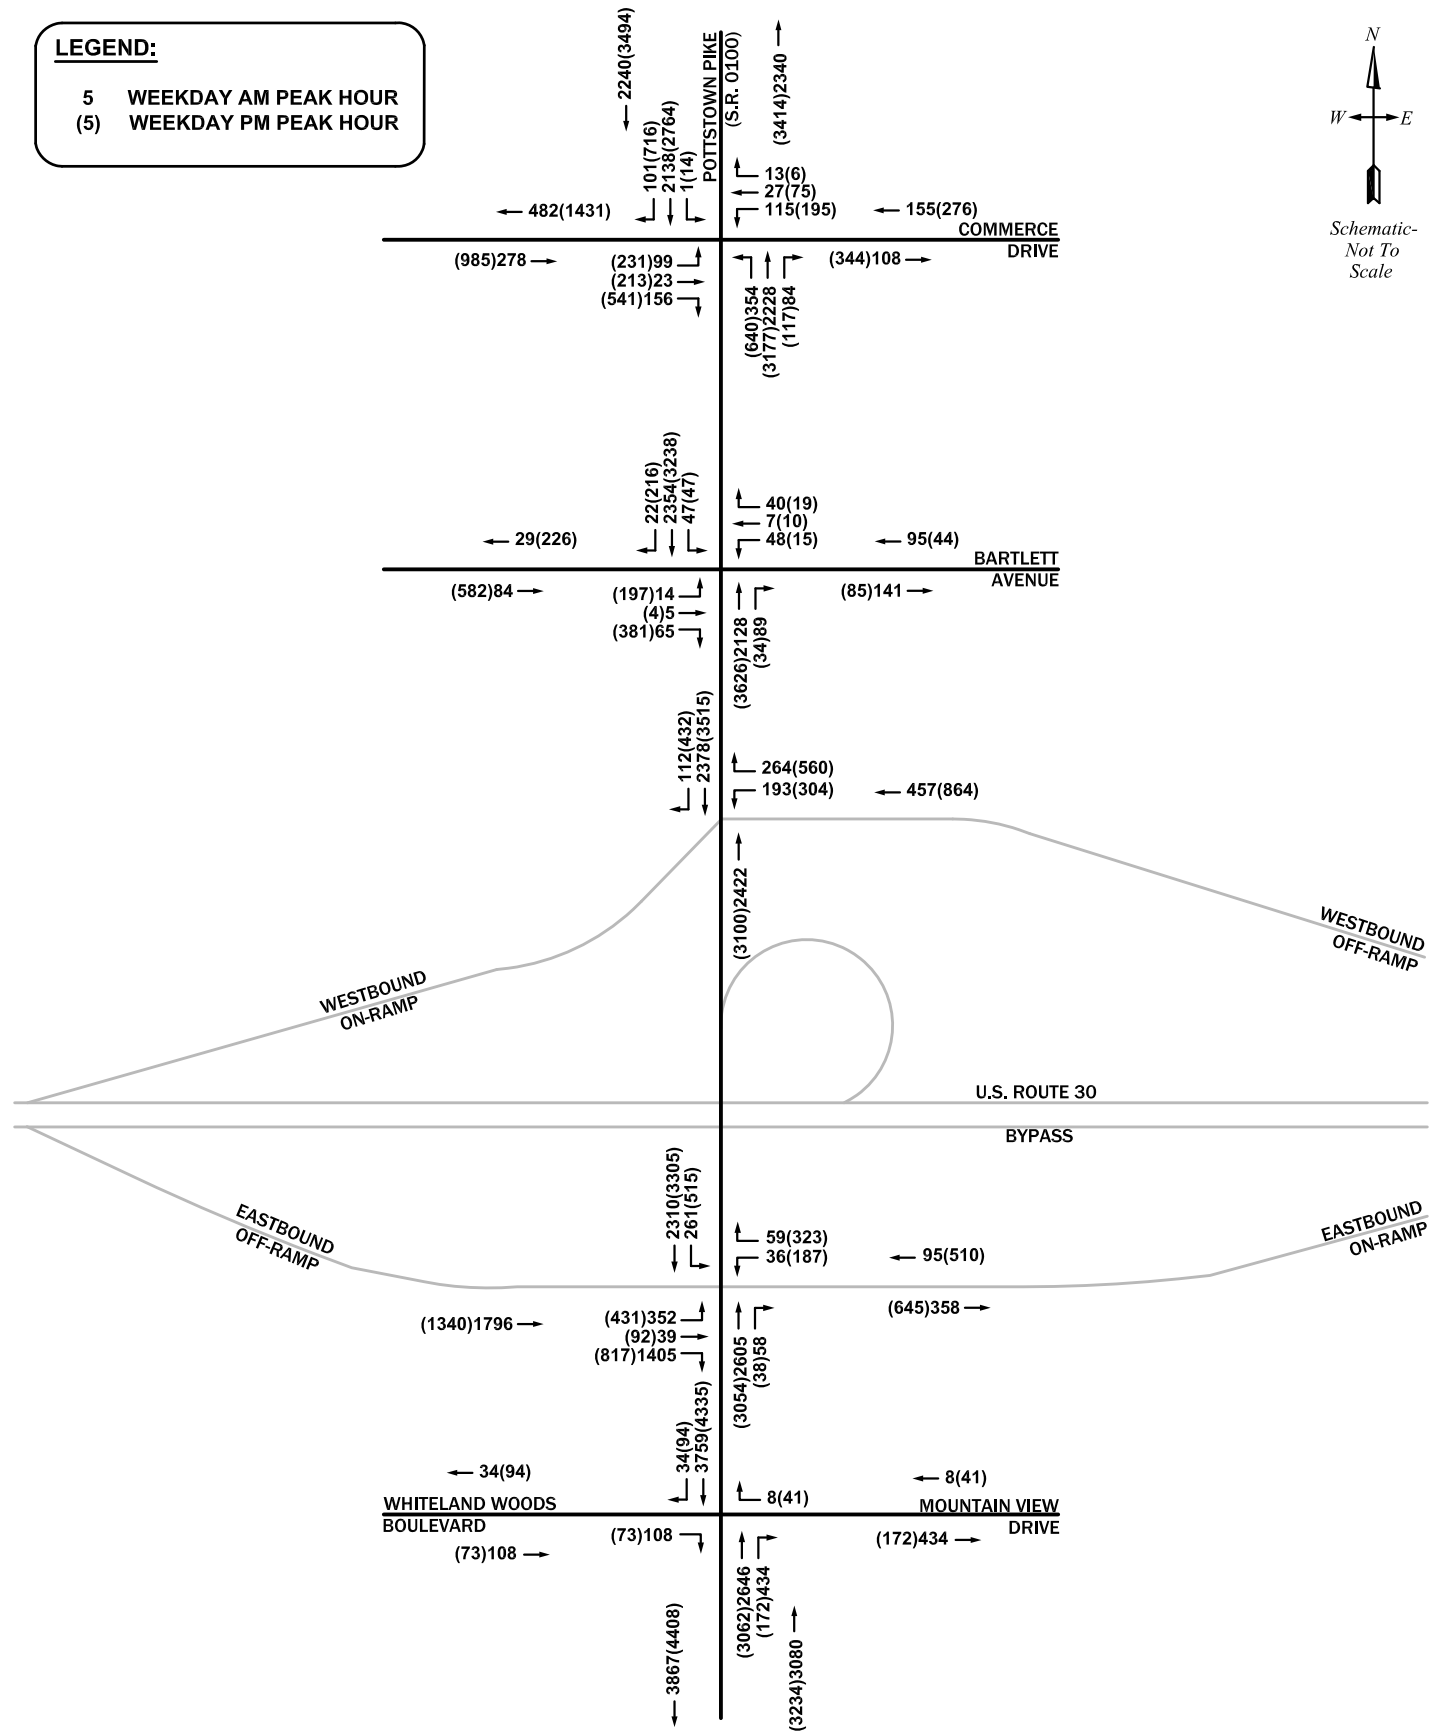 LEGEND:
5 WEEKDAY AM PEAK HOUR
(5) WEEKDAY PM PEAK HOUR
N
W E
Schematic-
Not To
Scale
2240(3494)
POTTSTOWN PIKE
(S.R. 0100)
(3414)2340
101(716)
2138(2764)
1(14)
13(6)
27(75)
115(195)
482(1431)
155(276)
COMMERCE
DRIVE
(985)278
(231)99
(213)23
(541)156
(640)354
(3177)2228
(117)84
(344)108
22(216)
2354(3238)
47(47)
40(19)
7(10)
48(15)
29(226)
95(44)
BARTLETT
AVENUE
(582)84
(197)14
(4)5
(381)65
(3626)2128
(34)89
(85)141
112(432)
2378(3515)
264(560)
193(304)
457(864)
(3100)2422
WESTBOUND
OFF-RAMP
WESTBOUND
ON-RAMP
U.S. ROUTE 30
BYPASS
EASTBOUND
OFF-RAMP
2310(3305)
261(515)
59(323)
36(187)
95(510)
EASTBOUND
ON-RAMP
(1340)1796
(431)352
(92)39
(817)1405
(3054)2605
(38)58
(645)358
34(94)
3759(4335)
34(94)
8(41)
8(41)
WHITELAND WOODS
BOULEVARD
MOUNTAIN VIEW
DRIVE
(73)108
(73)108
(3062)2646
(172)434
(172)434
3867(4408)
(3234)3080